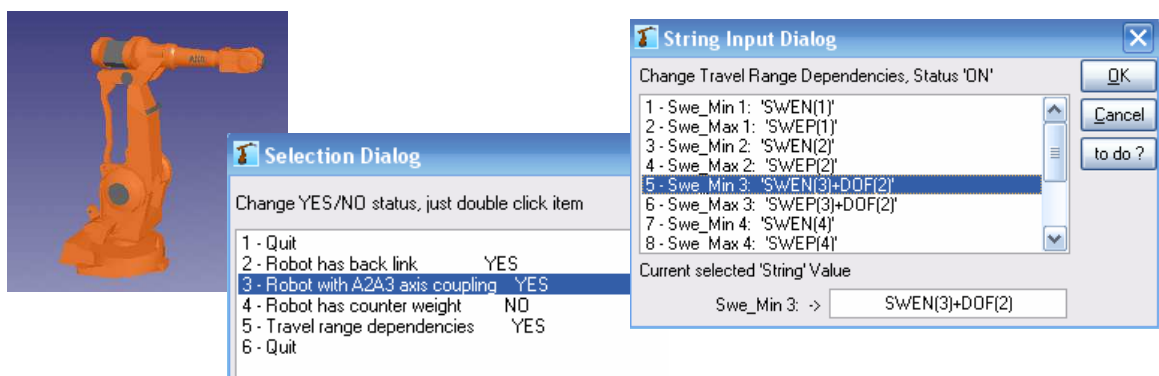 Selection Dialog
Change YES/NO status, just double click item
1 - Quit
2 - Robot has back link YES
3 - Robot with A2A3 axis coupling YES
4 - Robot has counter weight NO
5 - Travel range dependencies YES
6 - Quit
String Input Dialog
Change Travel Range Dependencies, Status 'ON'
1 - Swe_Min 1: 'SWEN(1)'
2 - Swe_Max 1: 'SWEP(1)'
3 - Swe_Min 2: 'SWEN(2)'
4 - Swe_Max 2: 'SWEP(2)'
5 - Swe_Min 3: 'SWEN(3)+DOF(2)'
6 - Swe_Max 3: 'SWEP(3)+DOF(2)'
7 - Swe_Min 4: 'SWEN(4)'
8 - Swe_Max 4: 'SWEP(4)'
Current selected 'String' Value
Swe_Min 3: -> SWEN(3)+DOF(2)
OK
Cancel
to do ?